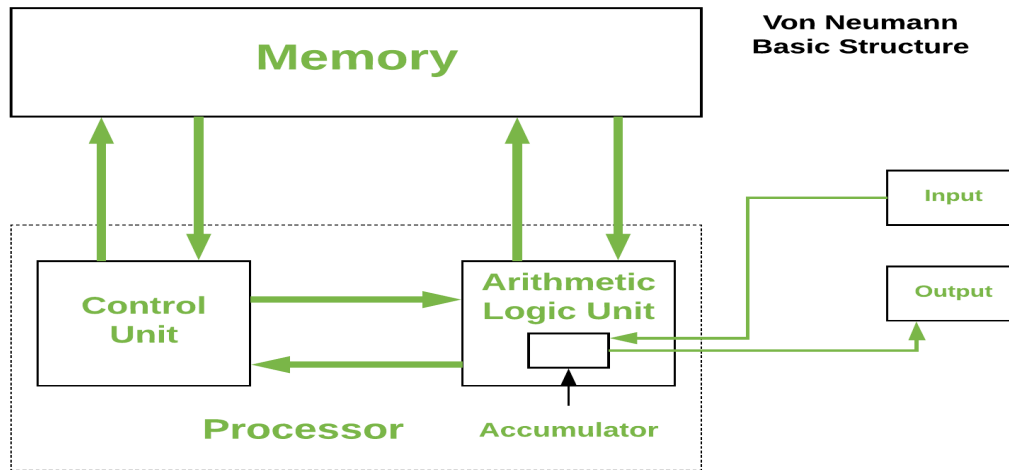 Von Neumann
Basic Structure
Memory
Input
Control
Unit
Arithmetic
Logic Unit
Output
Processor
Accumulator